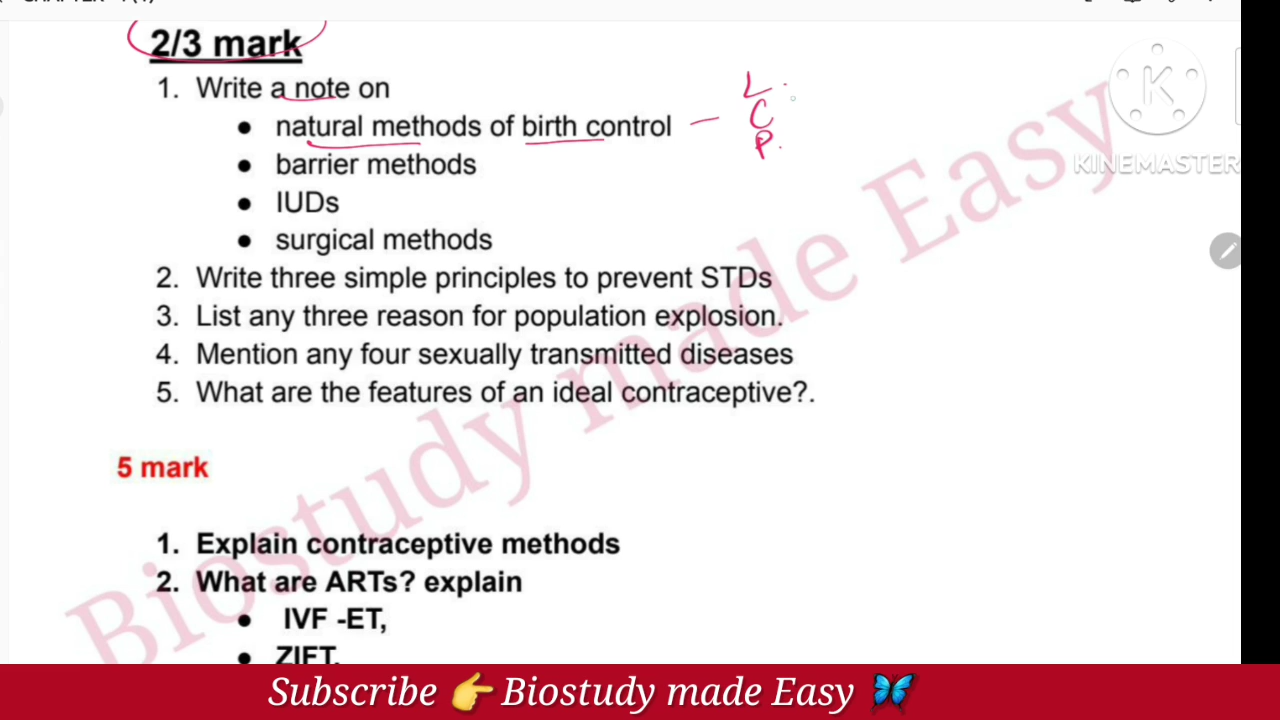 2/3 mark
1. Write a note on
● natural methods of birth control - L.
C
P.
● barrier methods
● IUDs
● surgical methods
2. Write three simple principles to prevent STDs
3. List any three reason for population explosion.
4. Mention any four sexually transmitted diseases
5. What are the features of an ideal contraceptive?.
5 mark
1. Explain contraceptive methods
2. What are ARTs? explain
● IVF -ET,
● ZIFT,
Biostudy made Easy
K
KINEMASTER
Subscribe 👉 Biostudy made Easy 🦋